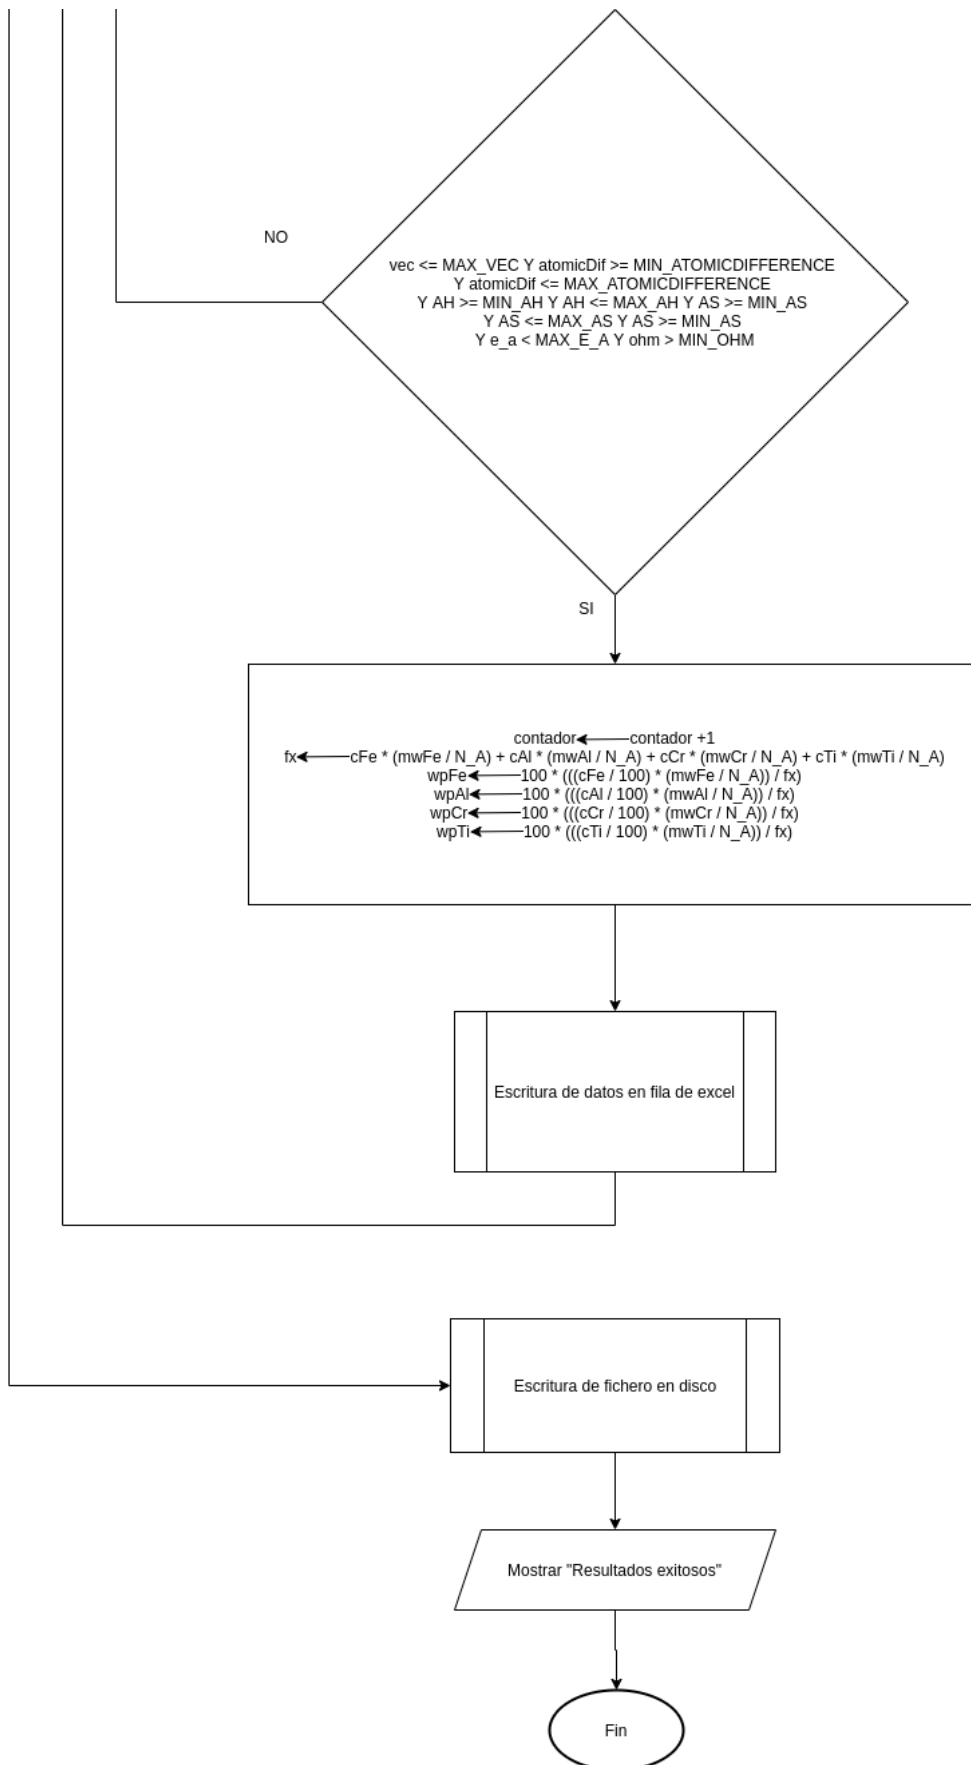 NO
vec <= MAX_VEC Y atomicDif >= MIN_ATOMICDIFFERENCE
Y atomicDif <= MAX_ATOMICDIFFERENCE
Y AH >= MIN_AH Y AH <= MAX_AH Y AS >= MIN_AS
Y AS <= MAX_AS Y AS >= MIN_AS
Y e_a < MAX_E_A Y ohm > MIN_OHM
SI
contador contador +1
fx cFe * (mwFe / N_A) + cAl * (mwAl / N_A) + cCr * (mwCr / N_A) + cTi * (mwTi / N_A)
wpFe 100 * (((cFe / 100) * (mwFe / N_A)) / fx)
wpAl 100 * (((cAl / 100) * (mwAl / N_A)) / fx)
wpCr 100 * (((cCr / 100) * (mwCr / N_A)) / fx)
wpTi 100 * (((cTi / 100) * (mwTi / N_A)) / fx)
Escritura de datos en fila de excel
Escritura de fichero en disco
Mostrar "Resultados exitosos"
Fin